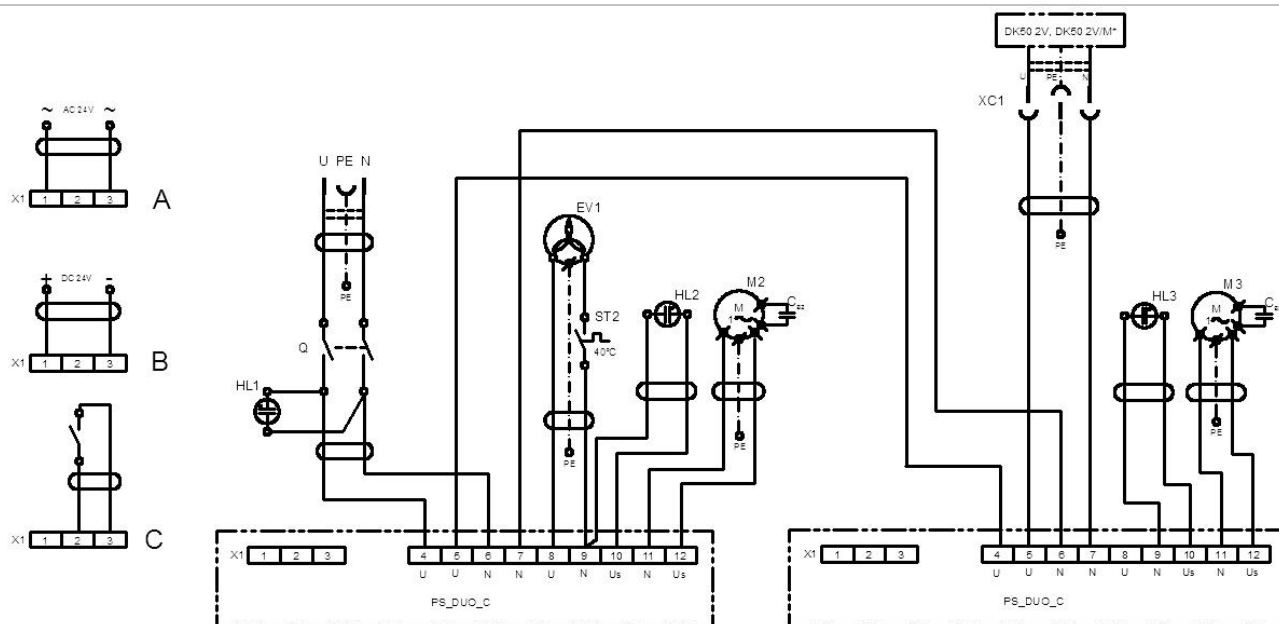 DK50 2V, DK50 2V/M*
U PE N
XC1
~ AC 24V ~
X1 1 2 3 A
U PE N
PE
EV1
PE
+ DC 24V -
X1 1 2 3 B
Q
ST2
40°C
HL2
M2
M
1~
HL3
M3
M
1~
HL1
PE
PE
PE
X1 1 2 3 C
X1 1 2 3
4 5 6 7 8 9 10 11 12
U U N N U N Us N Us
PS_DUO_C
X1 1 2 3
4 5 6 7 8 9 10 11 12
U U N N U N Us N Us
PS_DUO_C